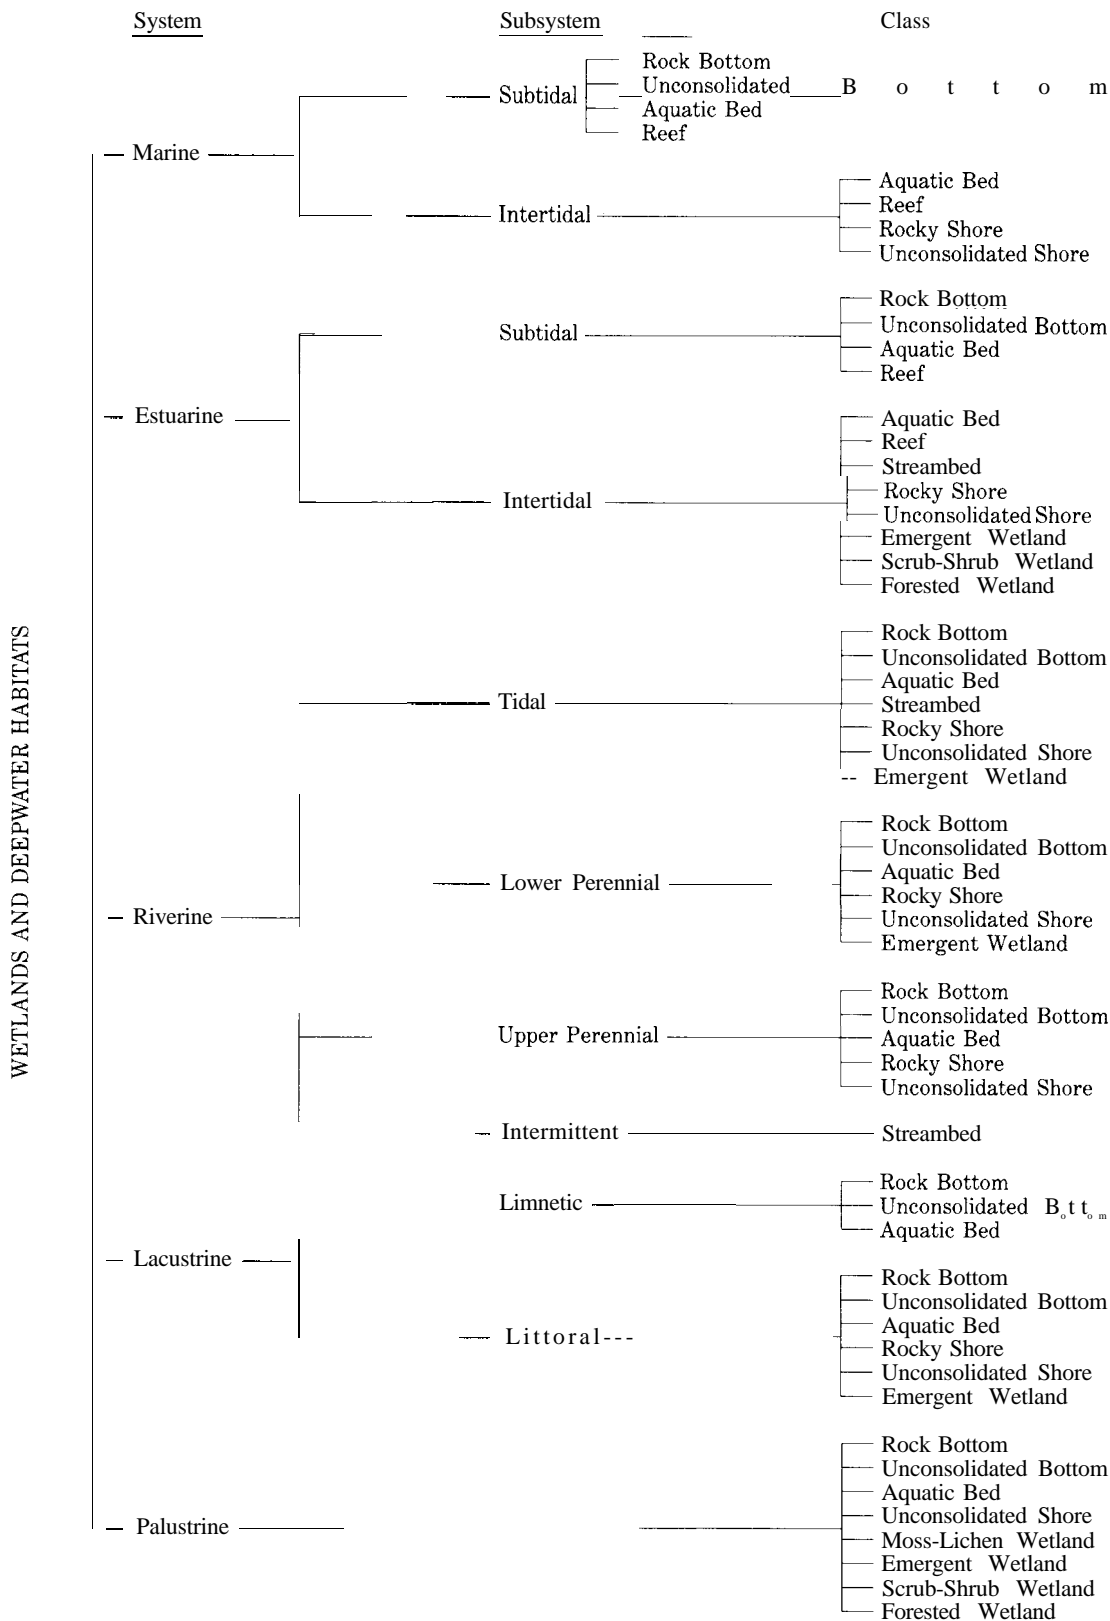 System Subsystem Class
Rock Bottom
Unconsolidated Bottom
Subtidal
Aquatic Bed
Reef
Marine
Aquatic Bed
Reef
Intertidal
Rocky Shore
Unconsolidated Shore
Rock Bottom
Unconsolidated Bottom
Subtidal
Aquatic Bed
Reef
Estuarine
Aquatic Bed
Reef
Streambed
Rocky Shore
Intertidal
Unconsolidated Shore
Emergent Wetland
Scrub-Shrub Wetland
Forested Wetland
WETLANDS AND DEEPWATER HABITATS
Rock Bottom
Unconsolidated Bottom
Aquatic Bed
Tidal Streambed
Rocky Shore
Unconsolidated Shore
-- Emergent Wetland
Rock Bottom
Unconsolidated Bottom
Aquatic Bed
Lower Perennial
Rocky Shore
Riverine Unconsolidated Shore
Emergent Wetland
Rock Bottom
Unconsolidated Bottom
Upper Perennial Aquatic Bed
Rocky Shore
Unconsolidated Shore
Intermittent Streambed
Rock Bottom
Limnetic Unconsolidated Bottom
Aquatic Bed
Lacustrine
Rock Bottom
Unconsolidated Bottom
Aquatic Bed
Littoral---
Rocky Shore
Unconsolidated Shore
Emergent Wetland
Rock Bottom
Unconsolidated Bottom
Aquatic Bed
Unconsolidated Shore
Palustrine
Moss-Lichen Wetland
Emergent Wetland
Scrub-Shrub Wetland
Forested Wetland